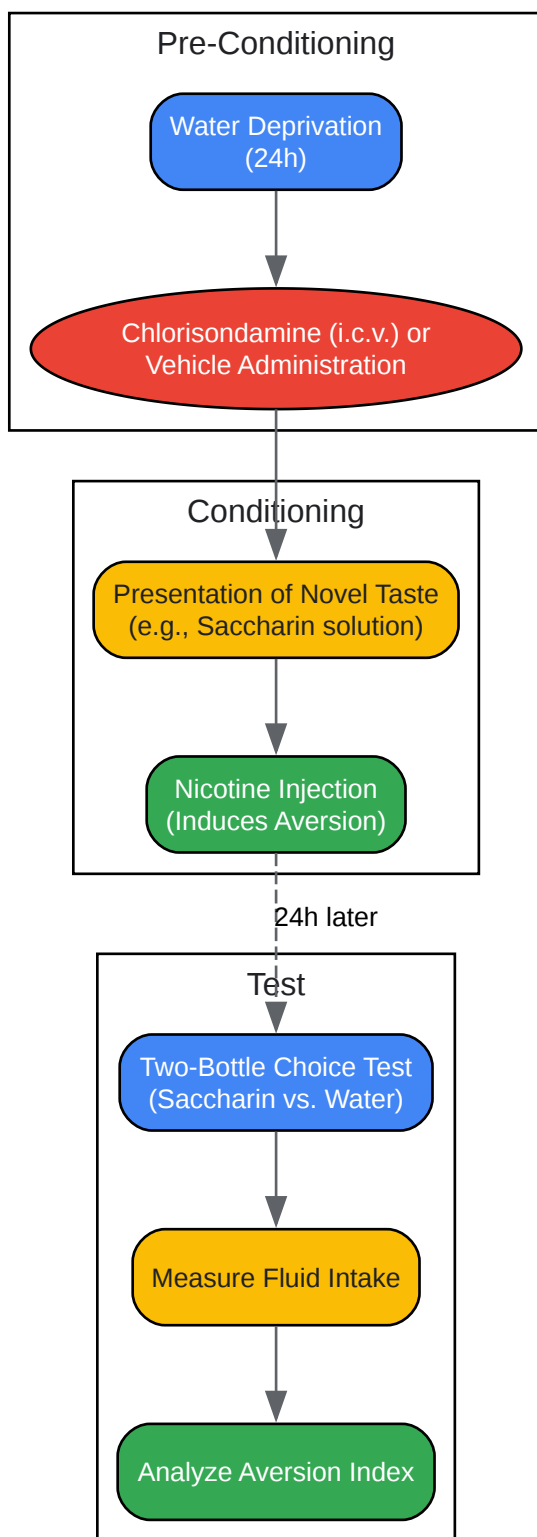 Pre-Conditioning
Water Deprivation
(24h)
Chlorisondamine (i.c.v.) or
Vehicle Administration
Conditioning
Presentation of Novel Taste
(e.g., Saccharin solution)
Nicotine Injection
(Induces Aversion)
24h later
Test
Two-Bottle Choice Test
(Saccharin vs. Water)
Measure Fluid Intake
Analyze Aversion Index